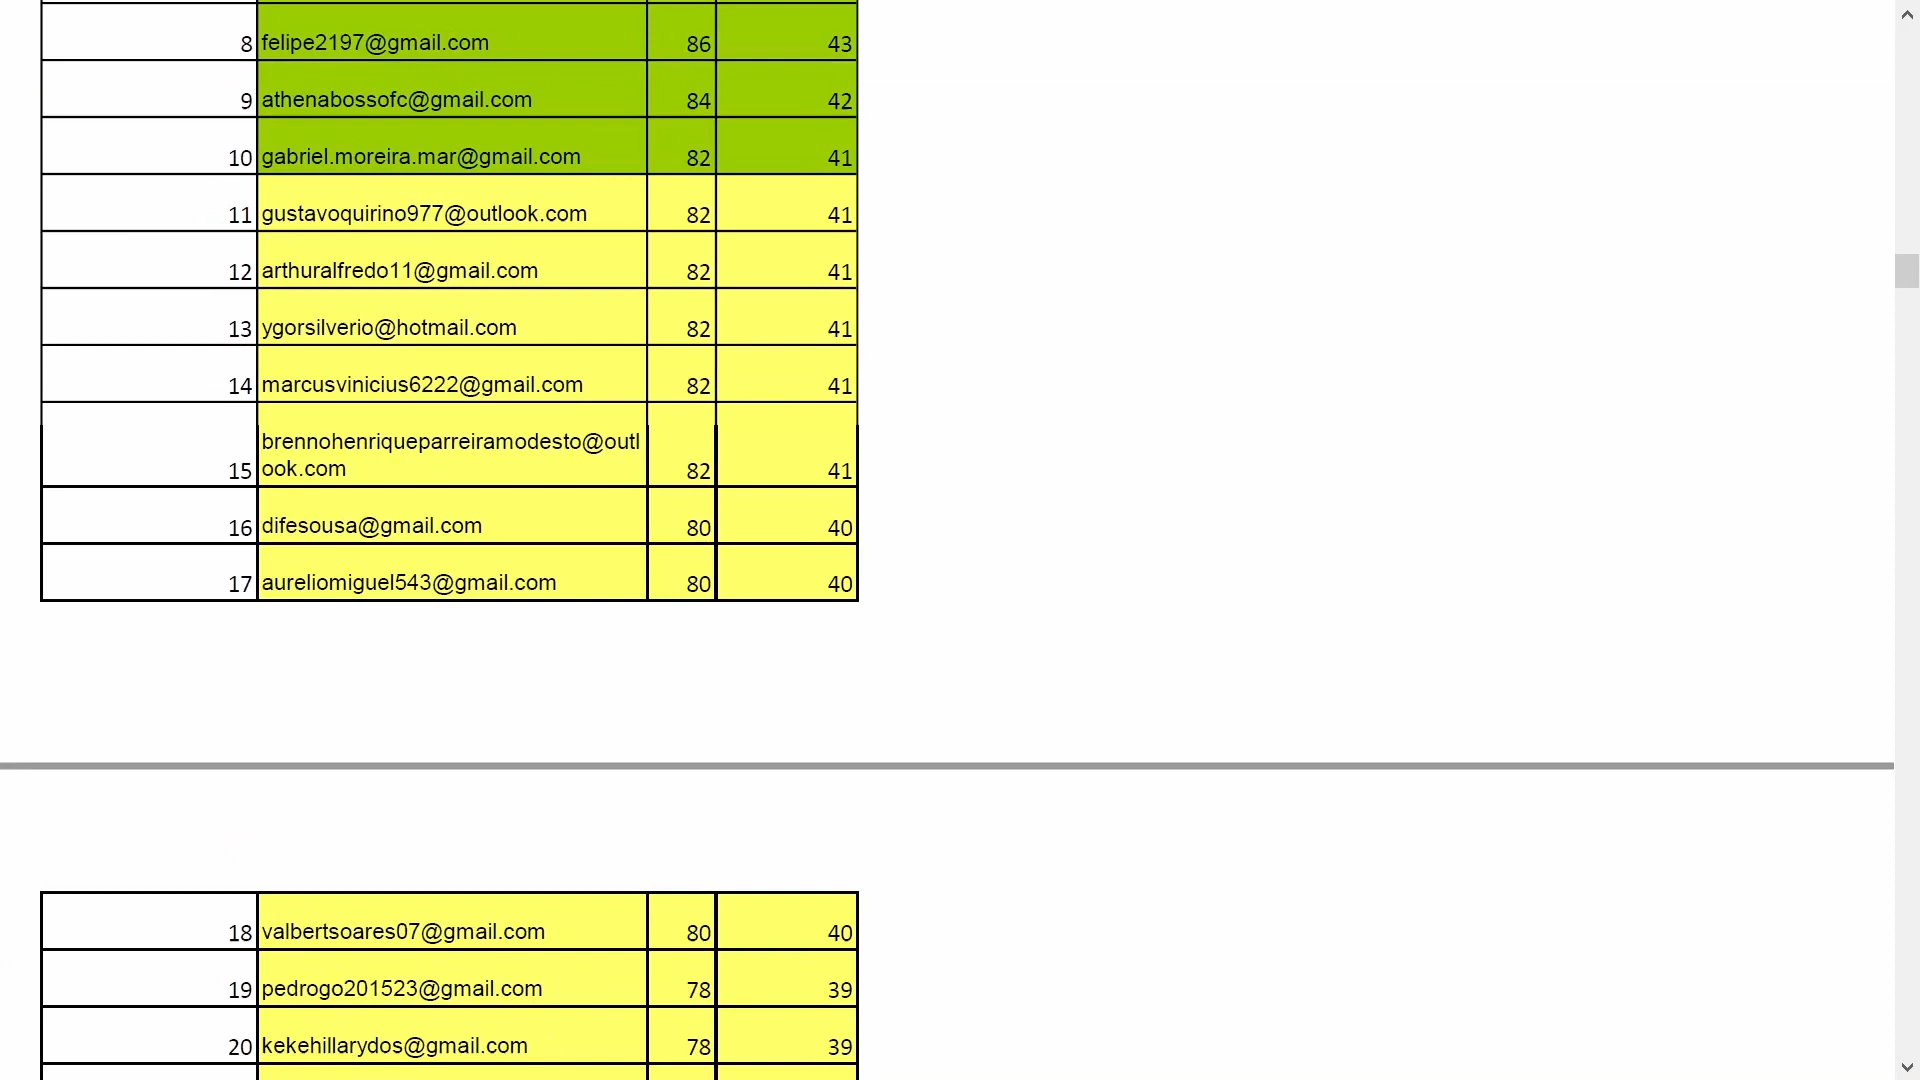 8 felipe2197@gmail.com 86 43
9 athenabossofc@gmail.com 84 42
10 gabriel.moreira.mar@gmail.com 82 41
11 gustavoquirino977@outlook.com 82 41
12 arthuralfredo11@gmail.com 82 41
13 ygorsilverio@hotmail.com 82 41
14 marcusvinicius6222@gmail.com 82 41
brennohenriqueparreiramodesto@outl
15 ook.com 82 41
16 difesousa@gmail.com 80 40
17 aureliomiguel543@gmail.com 80 40
18 valbertsoares07@gmail.com 80 40
19 pedrogo201523@gmail.com 78 39
20 kekehillarydos@gmail.com 78 39